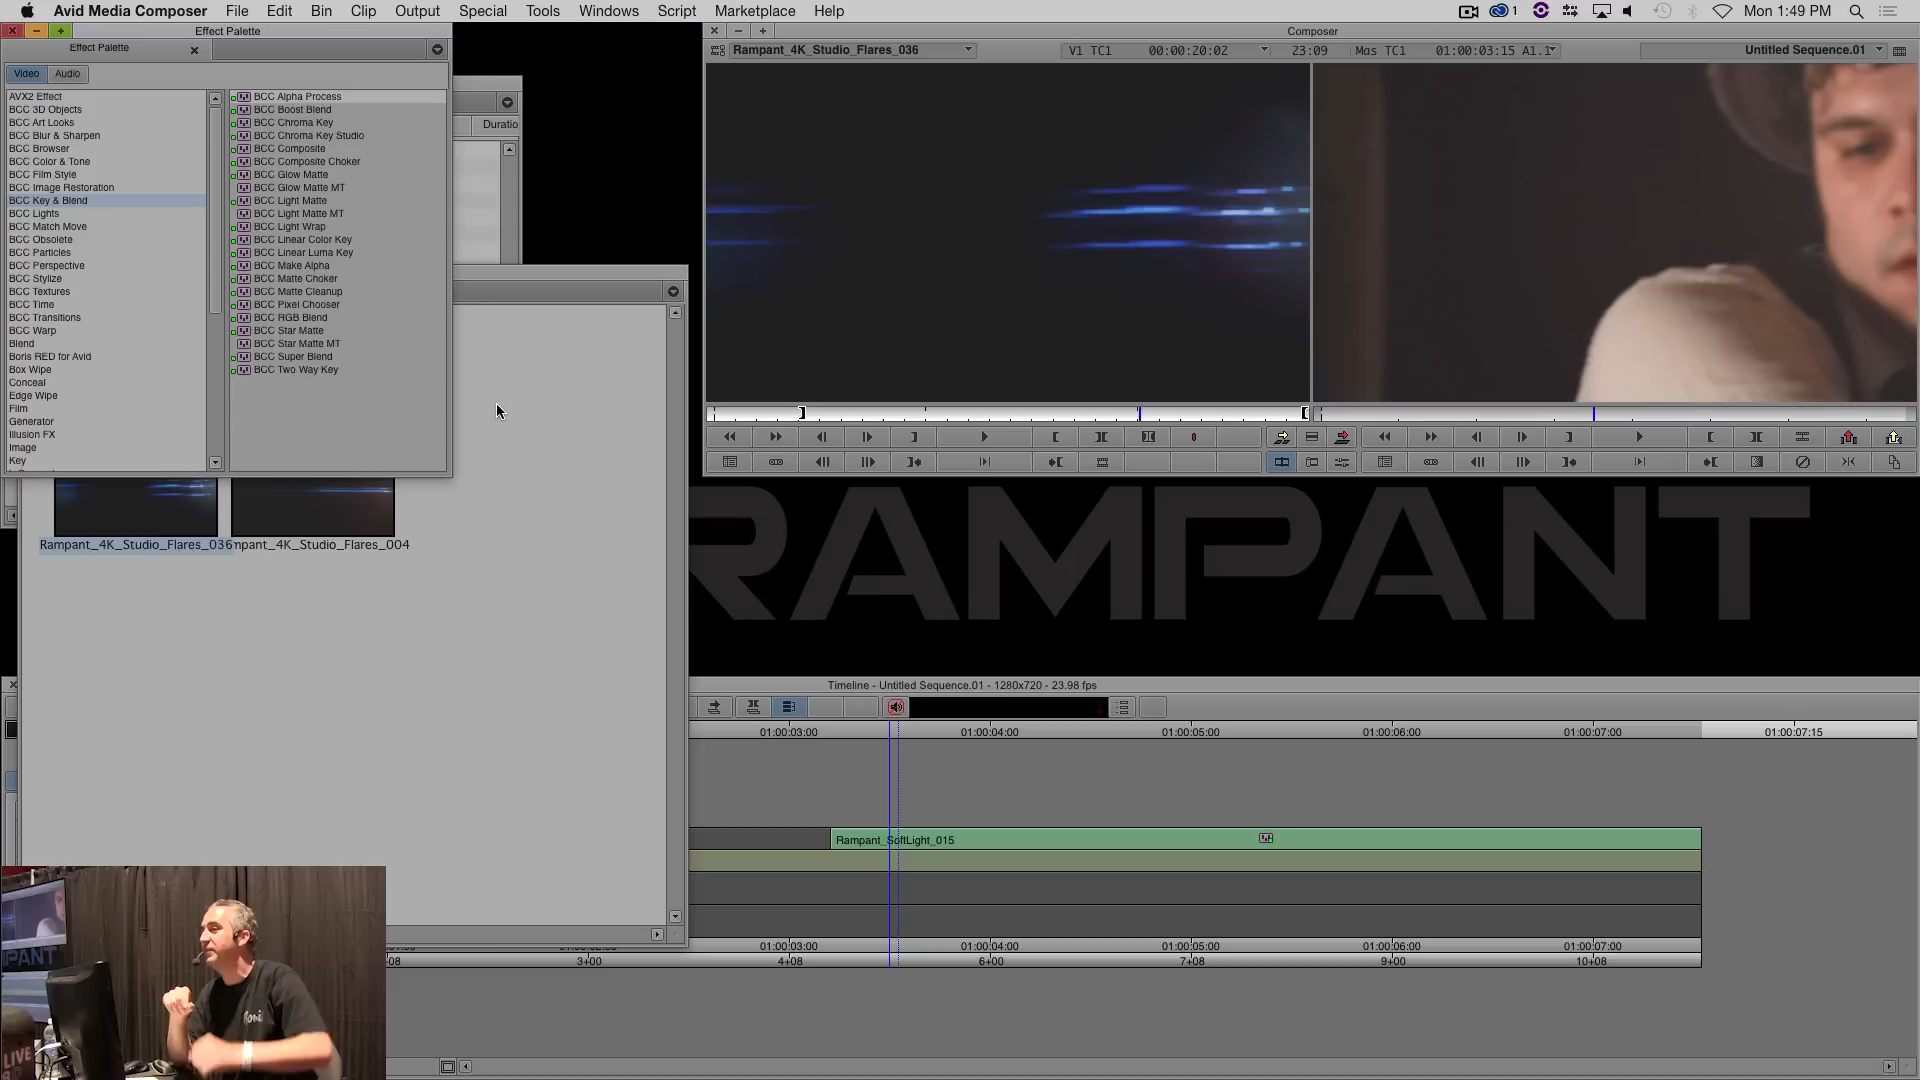 Avid Media Composer File Edit Bin Clip Output Special Tools Windows Script Marketplace Help
1 Mon 1:49 PM
Effect Palette
Effect Palette
Video Audio
AVX2 Effect
BCC 3D Objects
BCC Art Looks
BCC Blur & Sharpen
BCC Browser
BCC Color & Tone
BCC Film Style
BCC Image Restoration
BCC Key & Blend
BCC Lights
BCC Match Move
BCC Obsolete
BCC Particles
BCC Perspective
BCC Stylize
BCC Textures
BCC Time
BCC Transitions
BCC Warp
Blend
Boris RED for Avid
Box Wipe
Conceal
Edge Wipe
Film
Generator
Illusion FX
Image
Key
BCC Alpha Process
BCC Boost Blend
BCC Chroma Key
BCC Chroma Key Studio
BCC Composite
BCC Composite Choker
BCC Glow Matte
BCC Glow Matte MT
BCC Light Matte
BCC Light Matte MT
BCC Light Wrap
BCC Linear Color Key
BCC Linear Luma Key
BCC Make Alpha
BCC Matte Choker
BCC Matte Cleanup
BCC Pixel Chooser
BCC RGB Blend
BCC Star Matte
BCC Star Matte MT
BCC Super Blend
BCC Two Way Key
Duratio
Composer
Rampant_4K_Studio_Flares_036 V1 TC1 00:00:20:02 23:09 Mas TC1 01:00:03:15 A1.1 Untitled Sequence.01
Rampant_4K_Studio_Flares_036 mpant_4K_Studio_Flares_004
RAMPANT
Timeline - Untitled Sequence.01 - 1280x720 - 23.98 fps
01:00:03:00 01:00:04:00 01:00:05:00 01:00:06:00 01:00:07:00 01:00:07:15
Rampant_SoftLight_015
01:00:03:00 01:00:04:00 01:00:05:00 01:00:06:00 01:00:07:00
08 3+00 4+08 6+00 7+08 9+00 10+08
PANT
LIVE